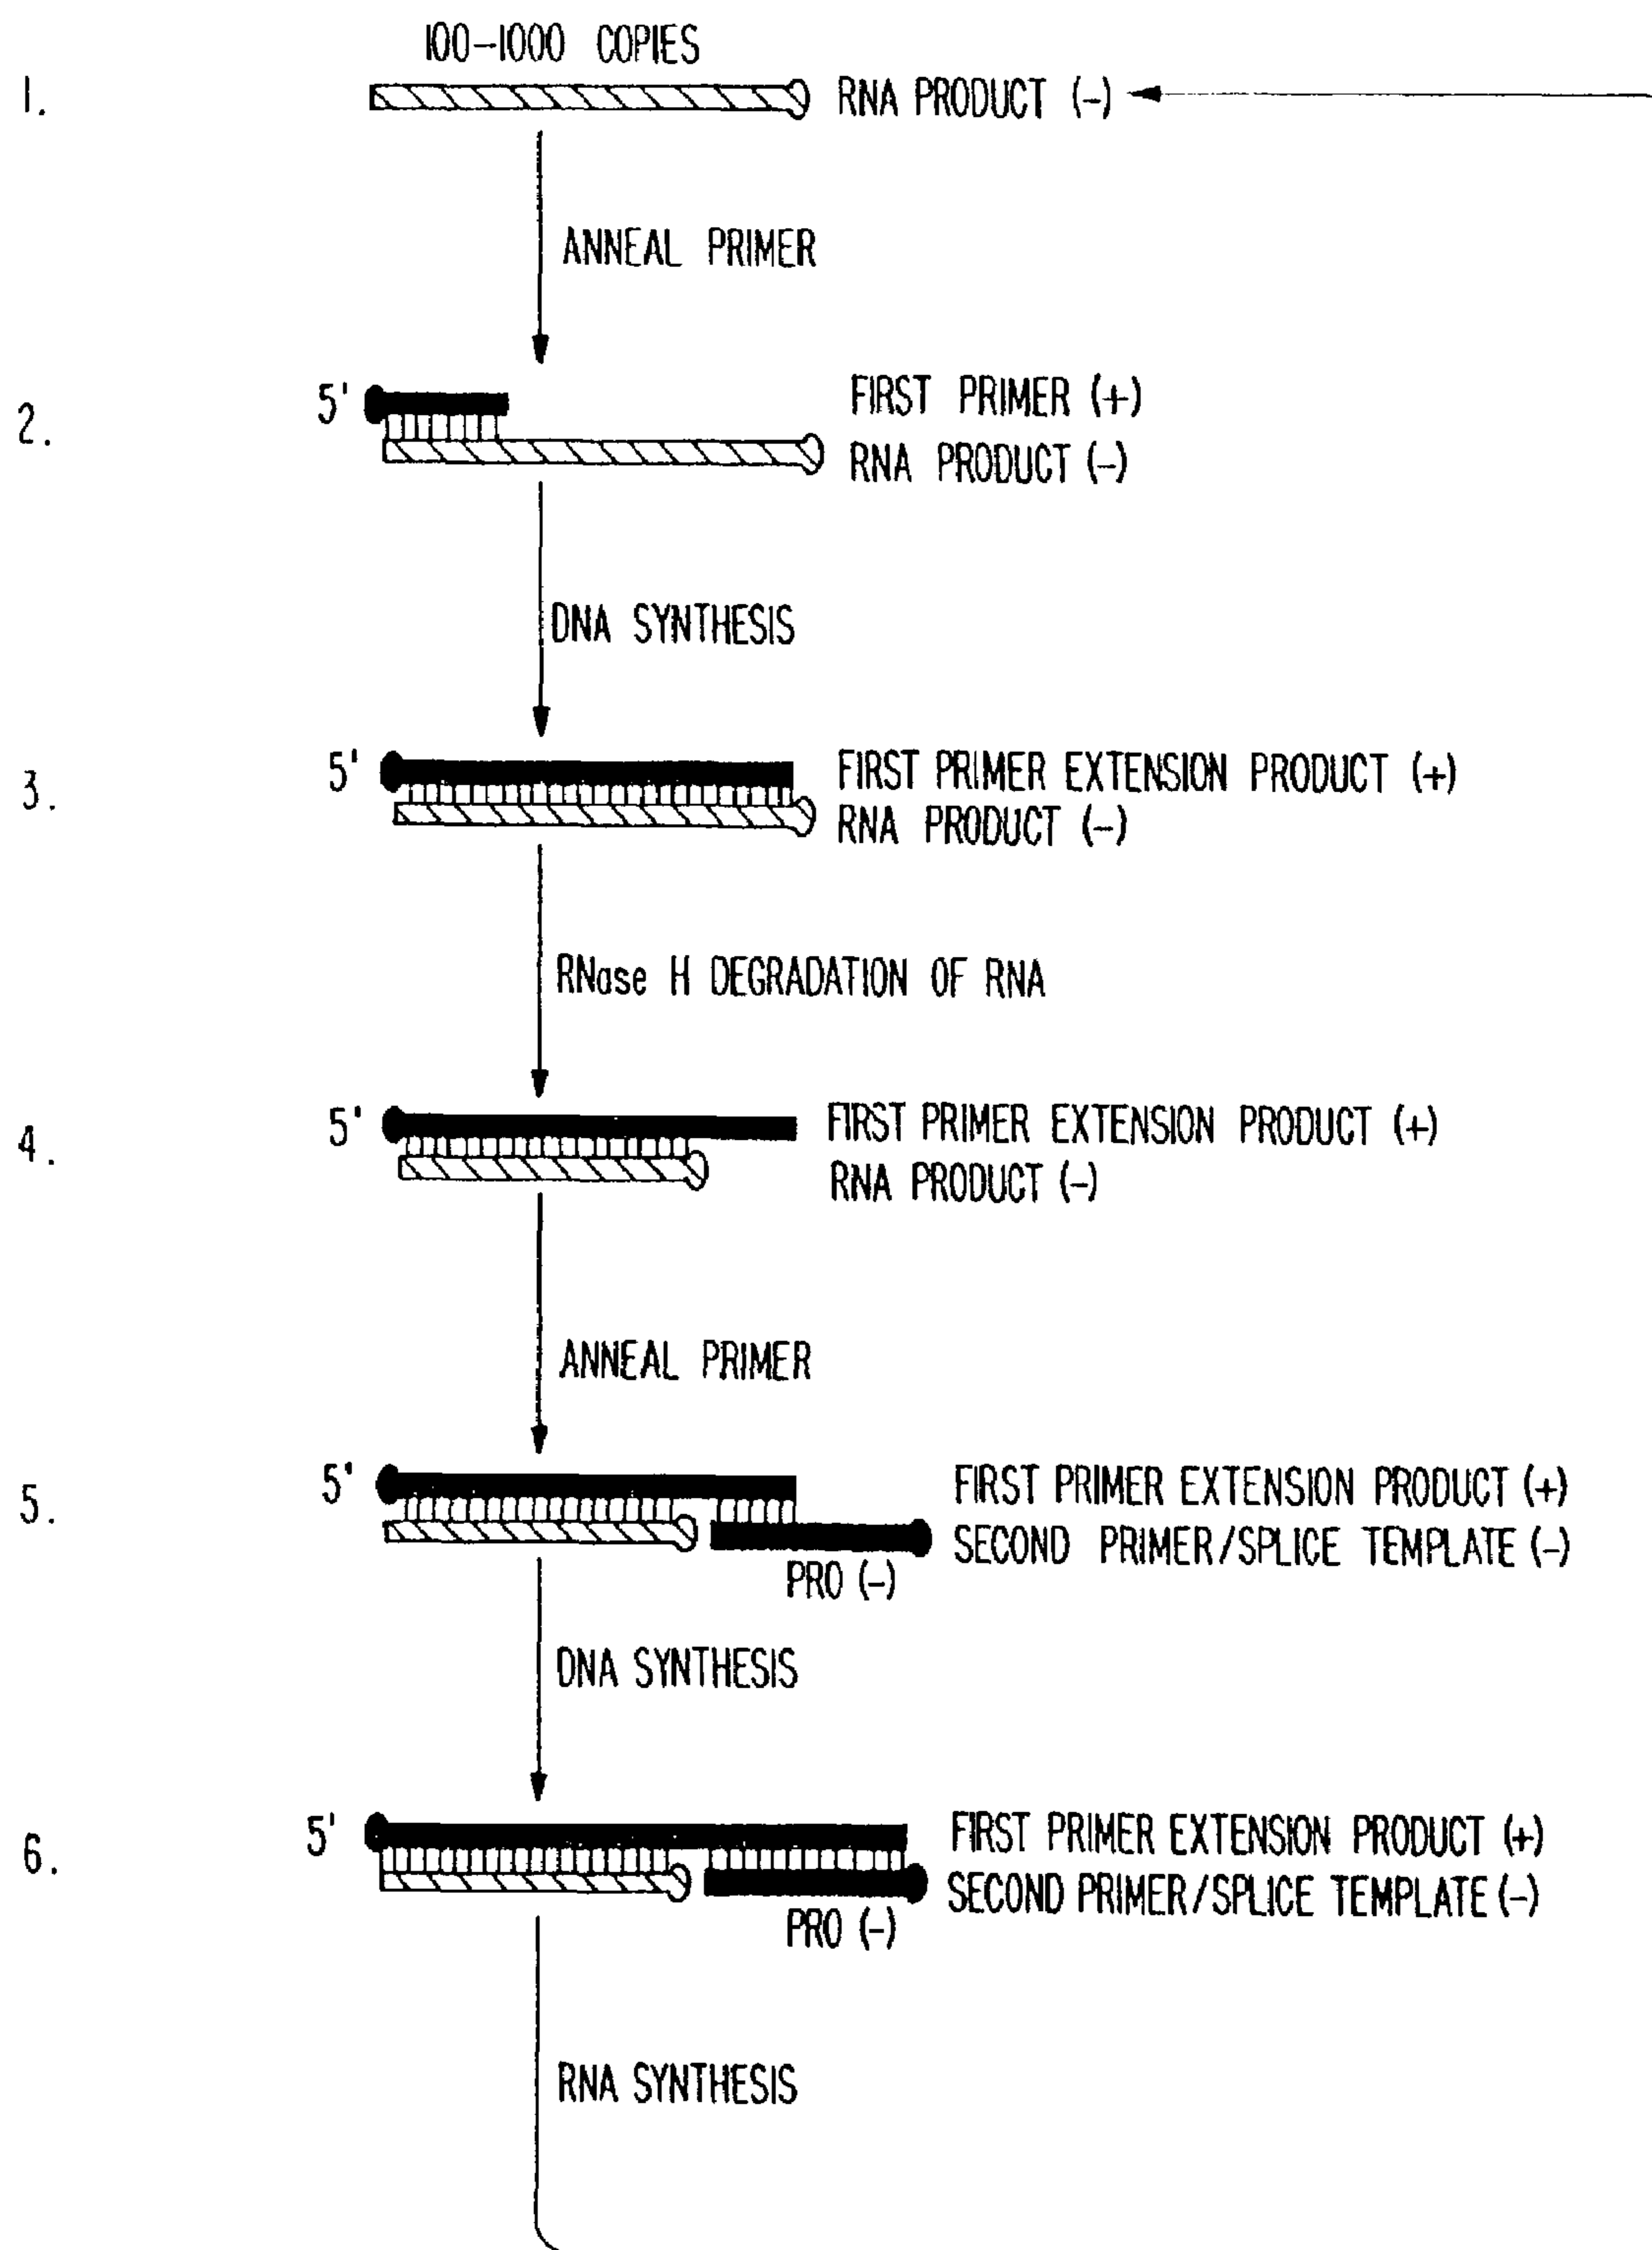 100-1000 COPIES
1.
RNA PRODUCT (-)
ANNEAL PRIMER
2.
5'
FIRST PRIMER (+)
RNA PRODUCT (-)
DNA SYNTHESIS
3.
5'
FIRST PRIMER EXTENSION PRODUCT (+)
RNA PRODUCT (-)
RNase H DEGRADATION OF RNA
4.
5'
FIRST PRIMER EXTENSION PRODUCT (+)
RNA PRODUCT (-)
ANNEAL PRIMER
5.
5'
FIRST PRIMER EXTENSION PRODUCT (+)
SECOND PRIMER/SPLICE TEMPLATE (-)
PRO (-)
DNA SYNTHESIS
6.
5'
FIRST PRIMER EXTENSION PRODUCT (+)
SECOND PRIMER/SPLICE TEMPLATE (-)
PRO (-)
RNA SYNTHESIS